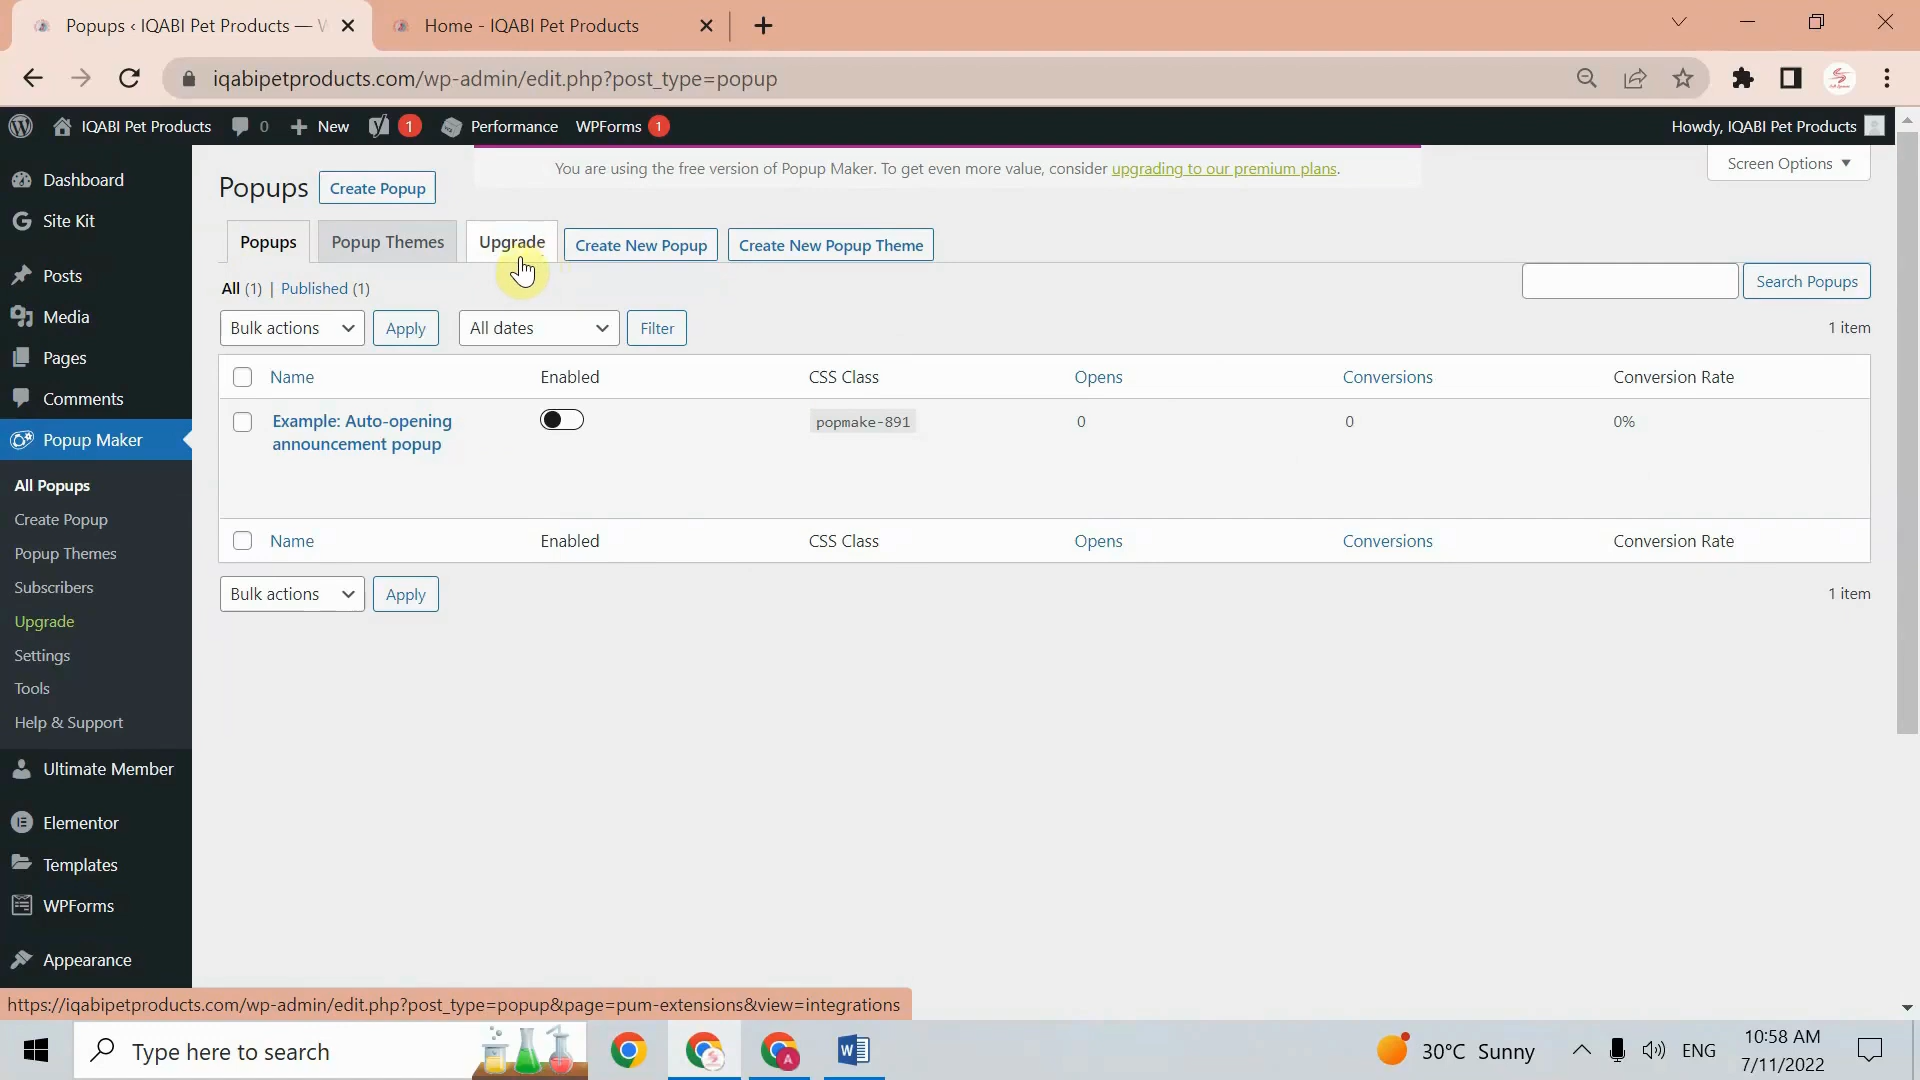 Popups ‹ IQABI Pet Products — W
Home - IQABI Pet Products
iqabipetproducts.com/wp-admin/edit.php?post_type=popup
IQABI Pet Products 0 New 1 Performance WPForms 1 Howdy, IQABI Pet Products
You are using the free version of Popup Maker. To get even more value, consider upgrading to our premium plans.
Screen Options
Dashboard
Site Kit
Posts
Media
Pages
Comments
Popup Maker
All Popups
Create Popup
Popup Themes
Subscribers
Upgrade
Settings
Tools
Help & Support
Ultimate Member
Elementor
Templates
WPForms
Appearance
Popups Create Popup
Popups Popup Themes Upgrade Create New Popup Create New Popup Theme
All (1) | Published (1)
Search Popups
Bulk actions Apply All dates Filter 1 item
Name Enabled CSS Class Opens Conversions Conversion Rate
Example: Auto-opening popmake-891 0 0 0%
announcement popup
Name Enabled CSS Class Opens Conversions Conversion Rate
Bulk actions Apply 1 item
https://iqabipetproducts.com/wp-admin/edit.php?post_type=popup&page=pum-extensions&view=integrations
Type here to search
A
W
30°C Sunny
ENG
10:58 AM
7/11/2022